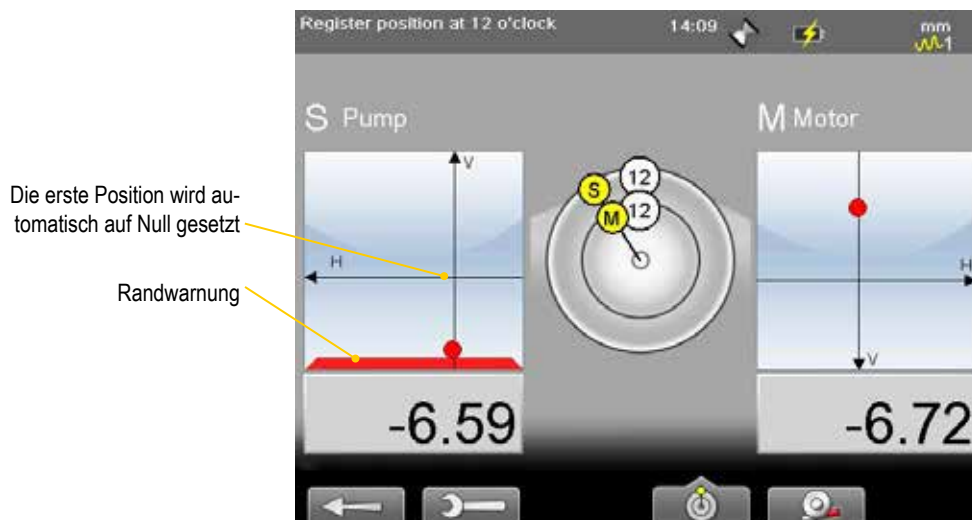 Register position at 12 o'clock
14:09
mm
1
S Pump
M Motor
Die erste Position wird au-
tomatisch auf Null gesetzt
Randwarnung
V
H
S
12
M
12
H
V
-6.59
-6.72